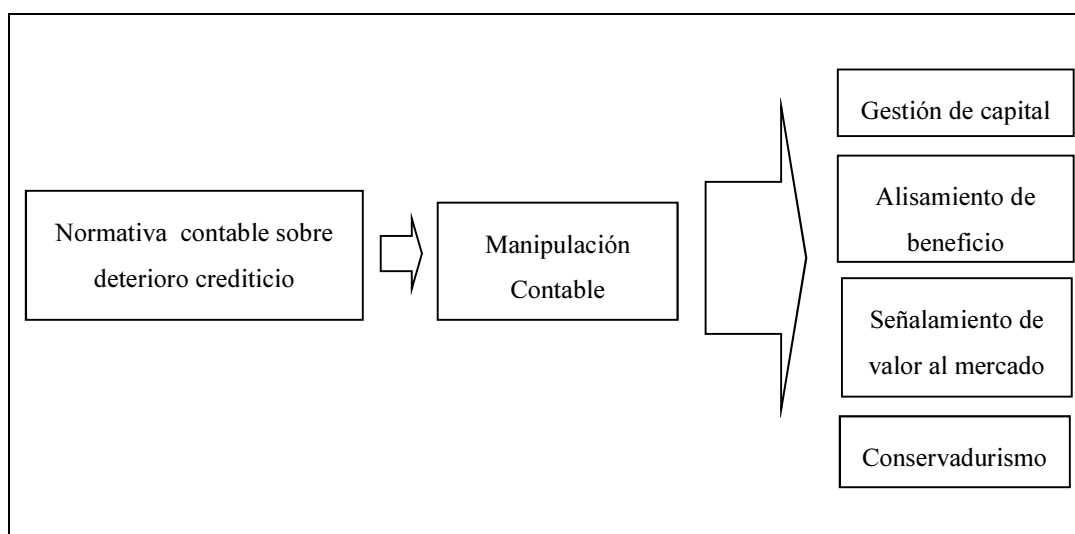 Normativa contable sobre
deterioro crediticio
Manipulación
Contable
Gestión de capital
Alisamiento de
beneficio
Señalamiento de
valor al mercado
Conservadurismo